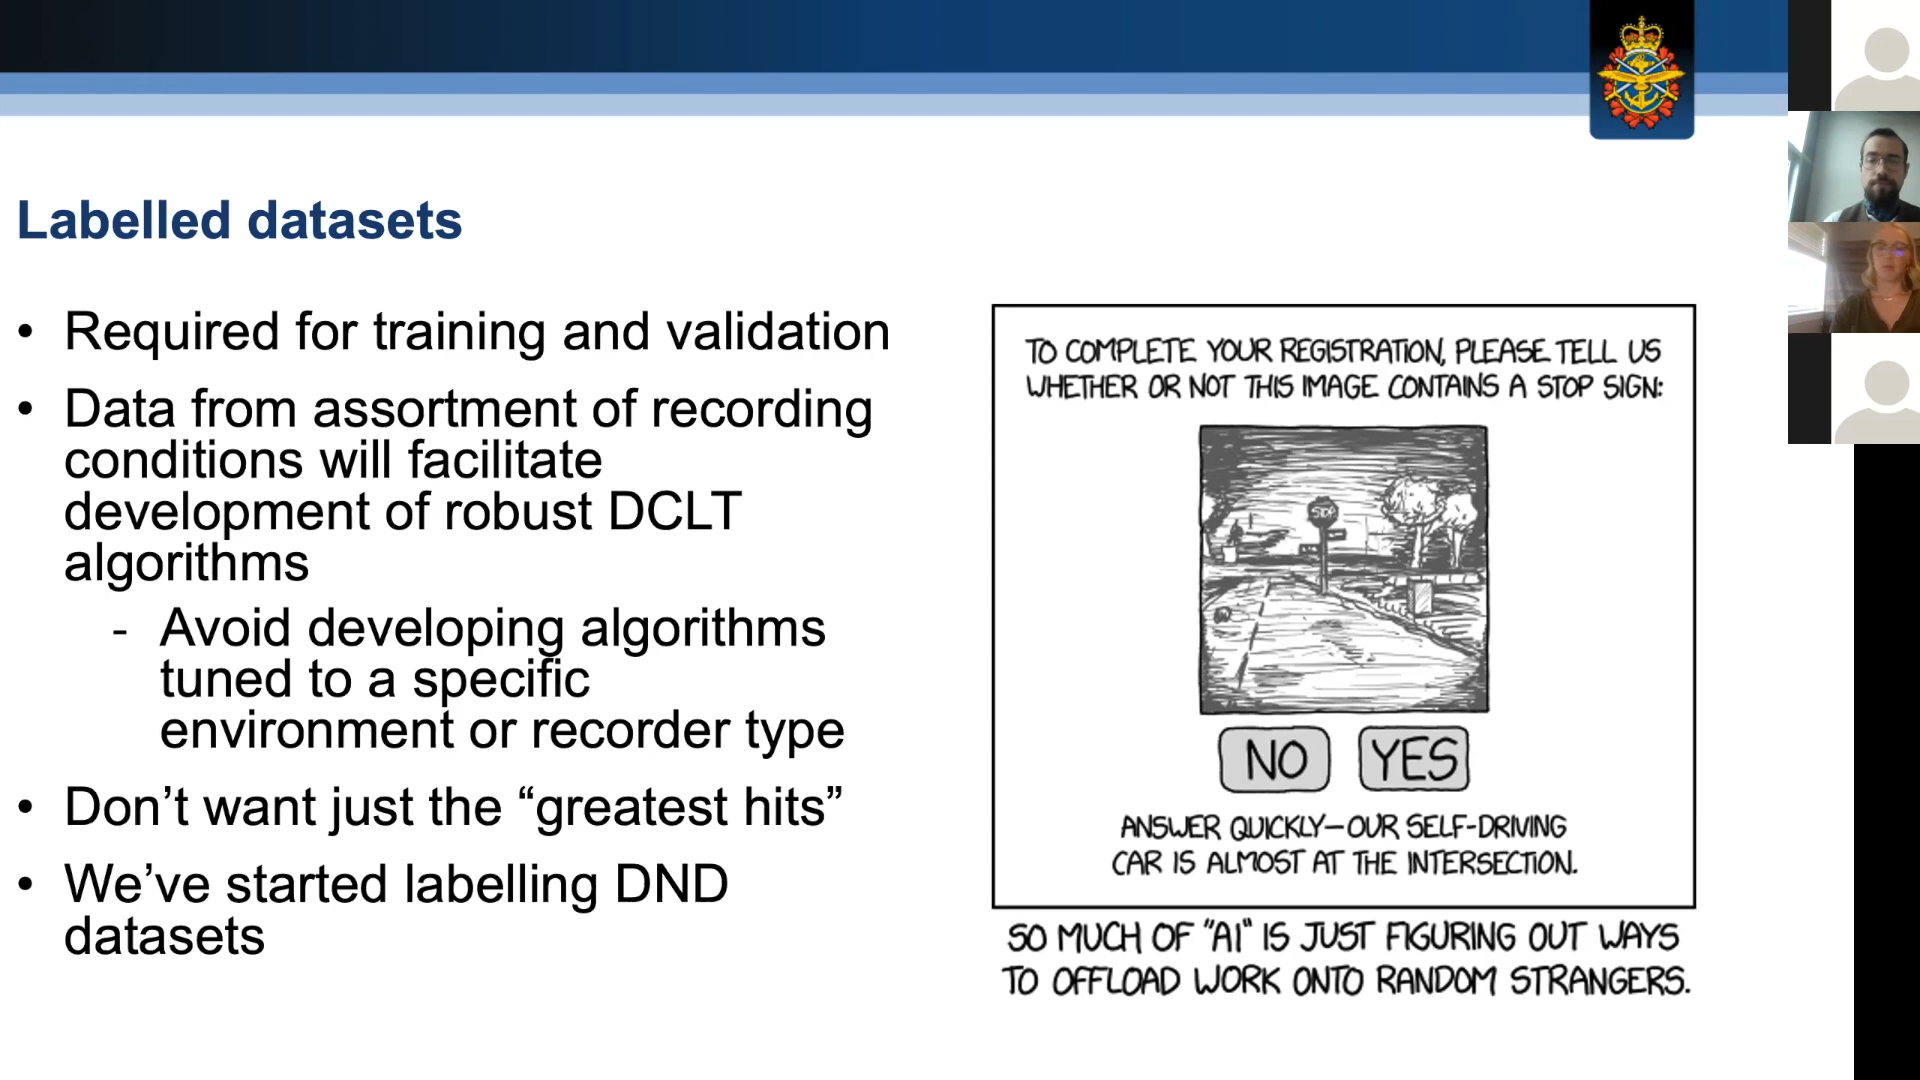 Labelled datasets
• Required for training and validation
• Data from assortment of recording
conditions will facilitate
development of robust DCLT
algorithms
- Avoid developing algorithms
tuned to a specific
environment or recorder type
• Don’t want just the “greatest hits”
• We’ve started labelling DND
datasets
TO COMPLETE YOUR REGISTRATION, PLEASE TELL US
WHETHER OR NOT THIS IMAGE CONTAINS A STOP SIGN:
STOP
NO YES
ANSWER QUICKLY—OUR SELF-DRIVING
CAR IS ALMOST AT THE INTERSECTION.
SO MUCH OF "AI" IS JUST FIGURING OUT WAYS
TO OFFLOAD WORK ONTO RANDOM STRANGERS.